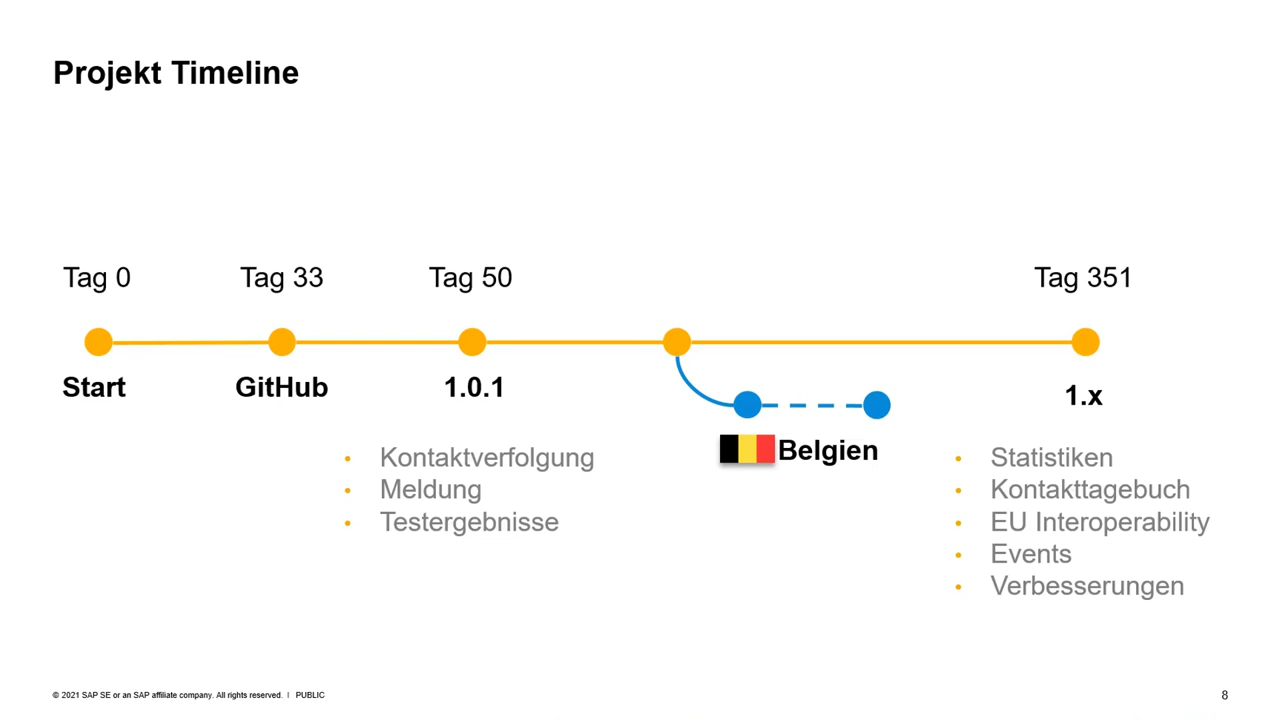 Projekt Timeline
Tag 0
Tag 33
Tag 50
Tag 351
Start
GitHub
1.0.1
1.x
Belgien
• Kontaktverfolgung
• Meldung
• Testergebnisse
• Statistiken
• Kontakttagebuch
• EU Interoperability
• Events
• Verbesserungen
© 2021 SAP SE or an SAP affiliate company. All rights reserved. ǀ PUBLIC
8